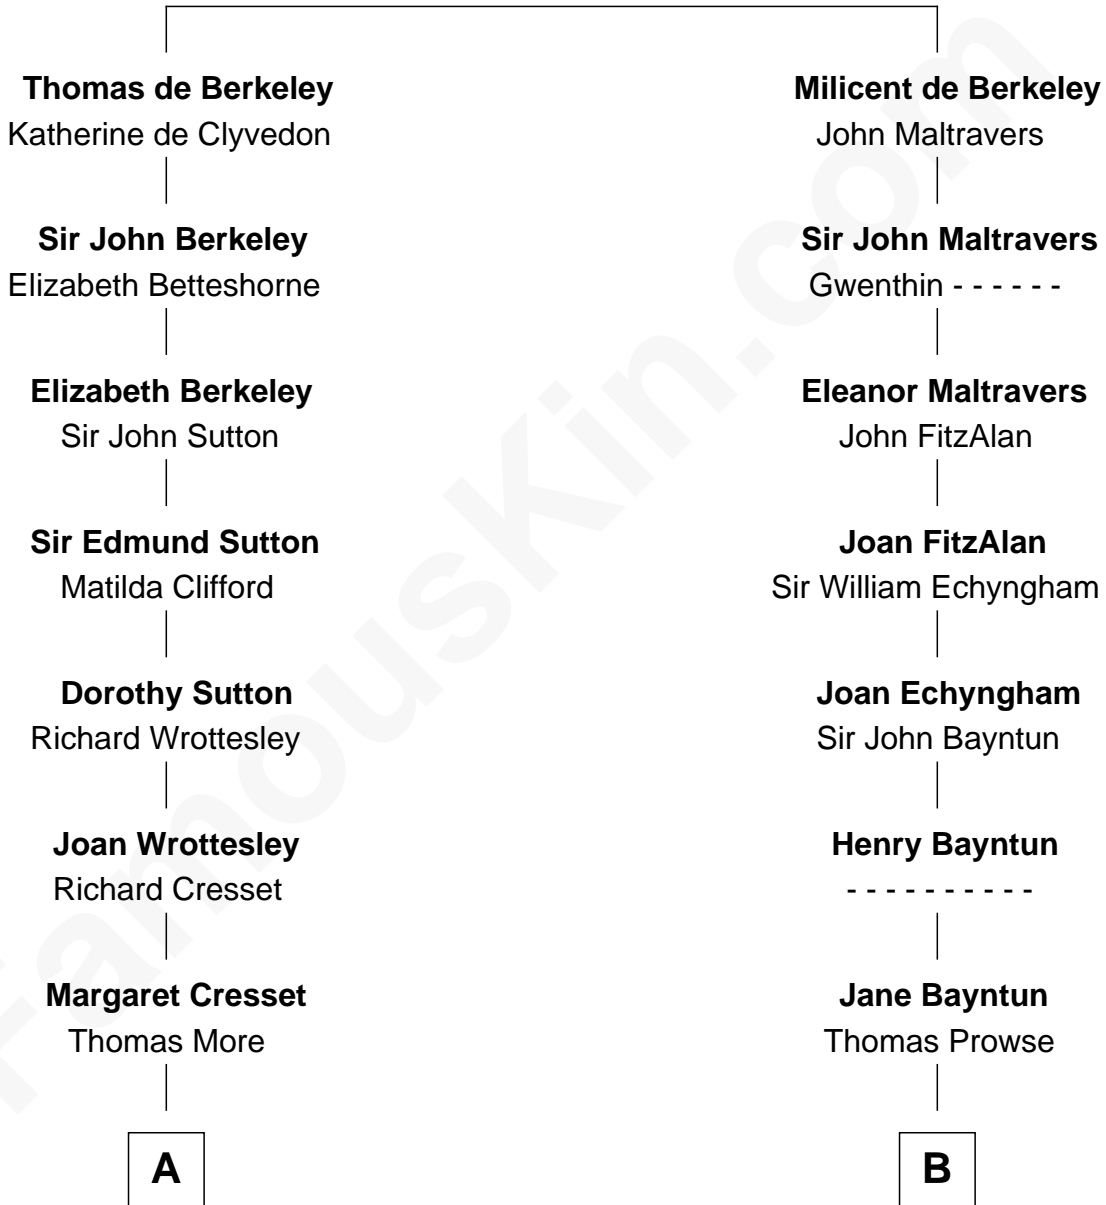 Thomas de Berkeley
Katherine de Clyvedon
Sir John Berkeley
Elizabeth Betteshorne
Elizabeth Berkeley
Sir John Sutton
Sir Edmund Sutton
Matilda Clifford
Dorothy Sutton
Richard Wrottesley
Joan Wrottesley
Richard Cresset
Margaret Cresset
Thomas More
A
Milicent de Berkeley
John Maltravers
Sir John Maltravers
Gwenthin - - - - - -
Eleanor Maltravers
John FitzAlan
Joan FitzAlan
Sir William Echyngham
Joan Echyngham
Sir John Bayntun
Henry Bayntun
- - - - - - - - - -
Jane Bayntun
Thomas Prowse
B
FamousKin.com